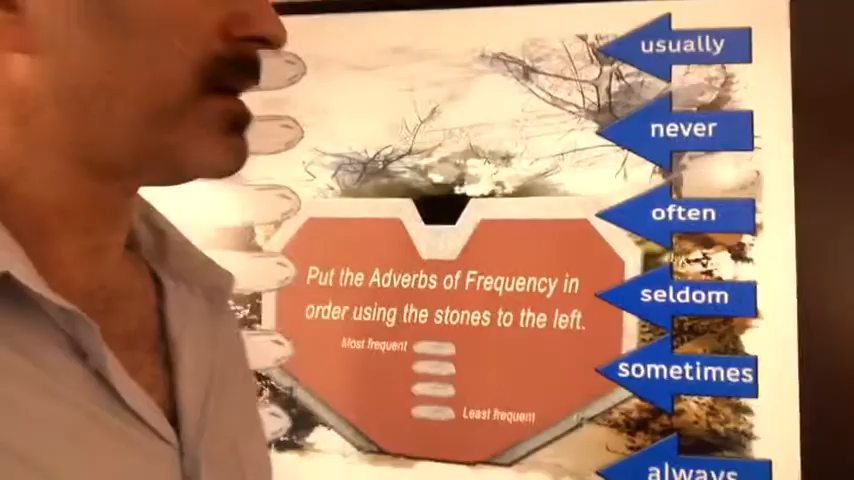 usually
never
often
seldom
sometimes
always
Put the Adverbs of Frequency in
order using the stones to the left.
Most frequent
Least frequent